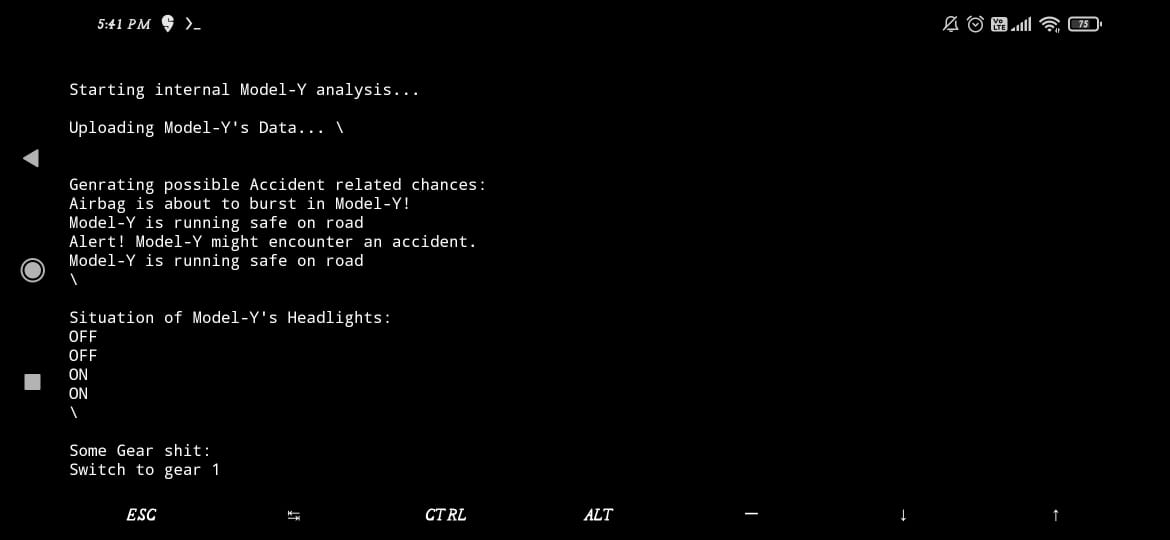 5:41 PM
Vo LTE
75
Starting internal Model-Y analysis...
Uploading Model-Y's Data... \
Genrating possible Accident related chances:
Airbag is about to burst in Model-Y!
Model-Y is running safe on road
Alert! Model-Y might encounter an accident.
Model-Y is running safe on road
\
Situation of Model-Y's Headlights:
OFF
OFF
ON
ON
\
Some Gear shit:
Switch to gear 1
ESC ↹ CTRL ALT — ↓ ↑